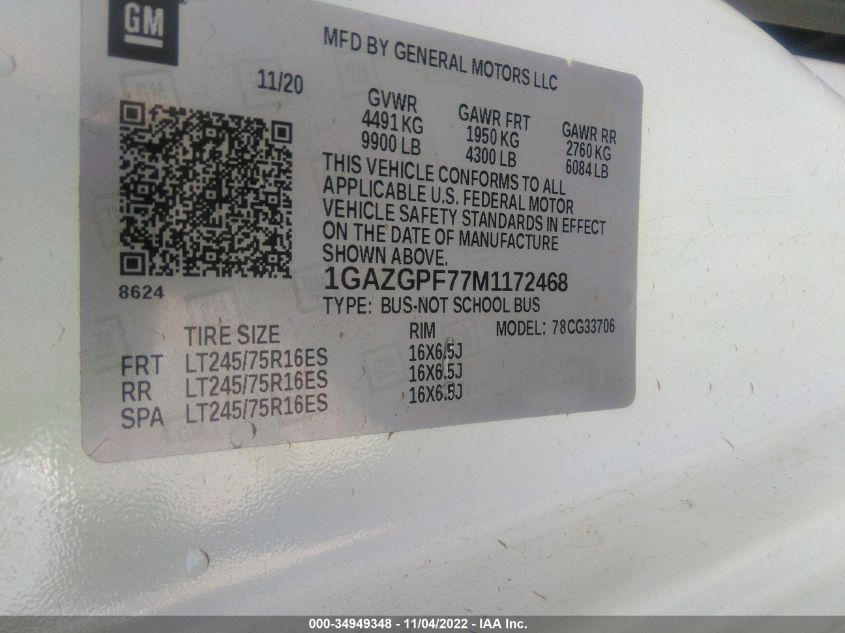 GM
MFD BY GENERAL MOTORS LLC
11/20
GVWR
4491 KG
9900 LB
GAWR FRT
1950 KG
4300 LB
GAWR RR
2760 KG
6084 LB
THIS VEHICLE CONFORMS TO ALL
APPLICABLE U.S. FEDERAL MOTOR
VEHICLE SAFETY STANDARDS IN EFFECT
ON THE DATE OF MANUFACTURE
SHOWN ABOVE.
8624
1GAZGPF77M1172468
TYPE: BUS-NOT SCHOOL BUS
MODEL: 78CG33706
TIRE SIZE RIM
FRT LT245/75R16ES 16X6.5J
RR LT245/75R16ES 16X6.5J
SPA LT245/75R16ES 16X6.5J
000-34949348 - 11/04/2022 - IAA Inc.